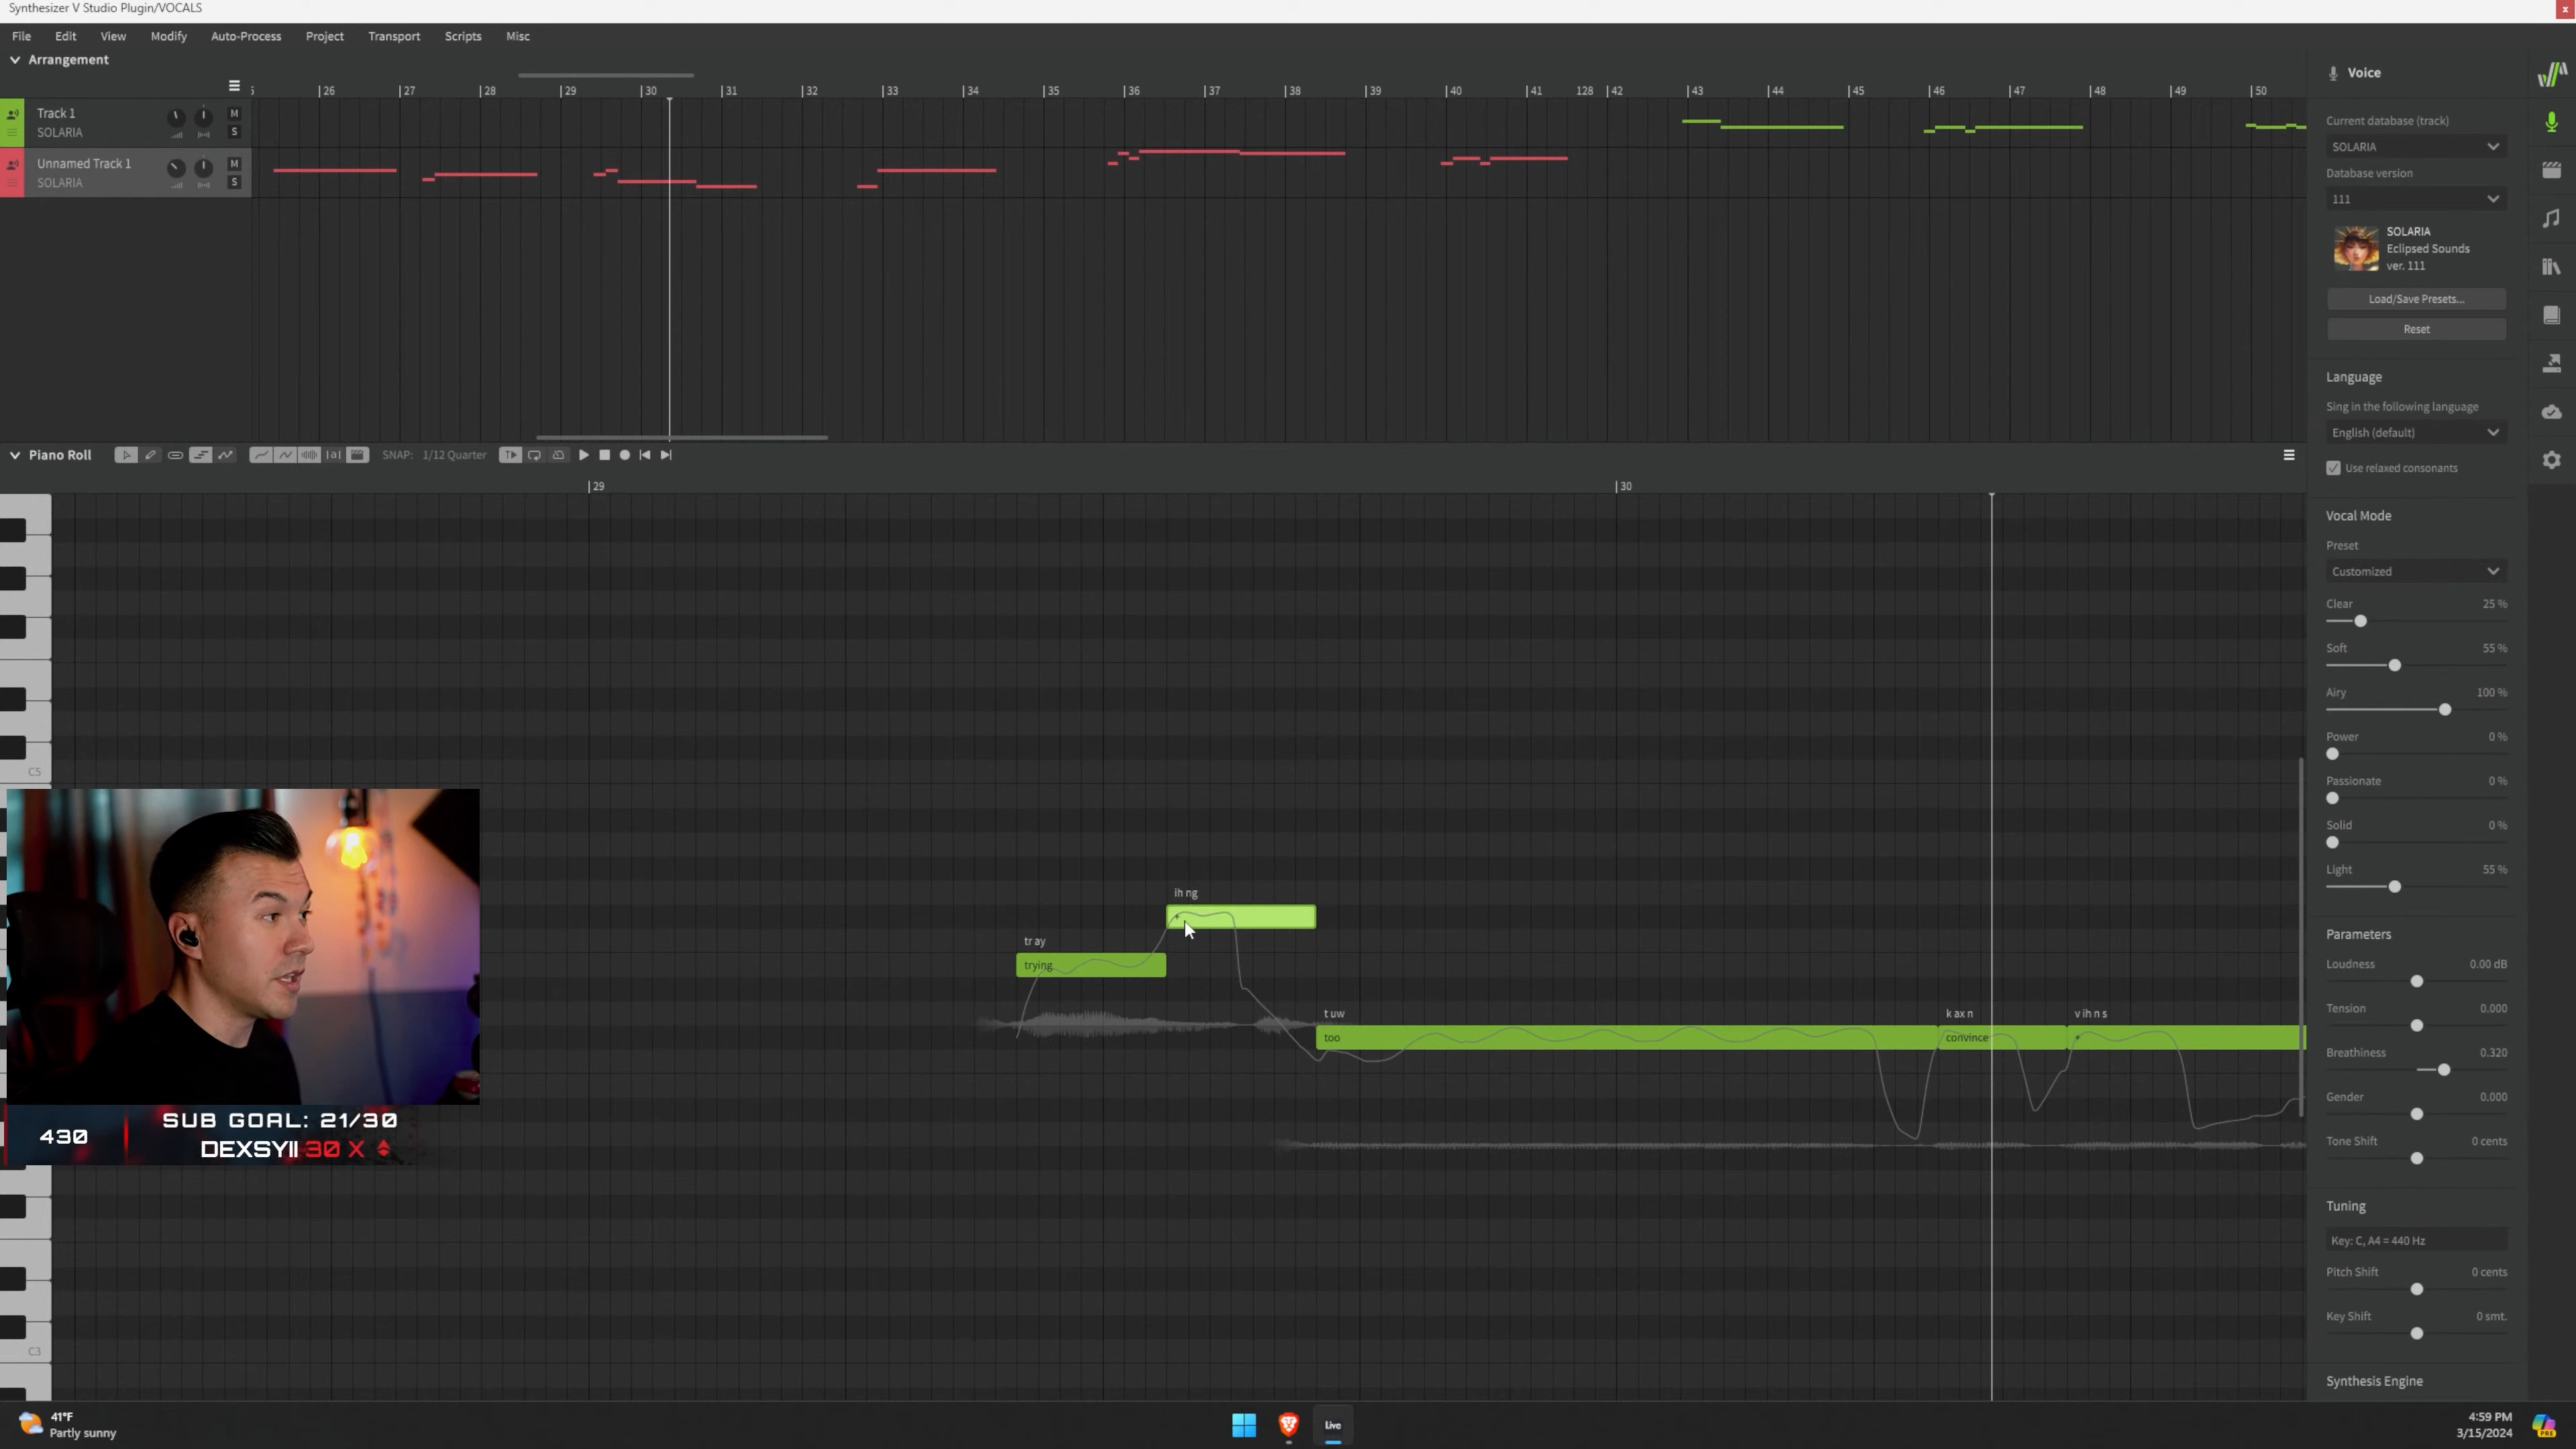 Synthesizer V Studio Plugin/VOCALS
x
File Edit View Modify Auto-Process Project Transport Scripts Misc
Arrangement
26 27 28 29 30 31 32 33 34 35 36 37 38 39 40 41 128 42 43 44 45 46 47 48 49 50
Track 1 M
SOLARIA S
Unnamed Track 1 M
SOLARIA S
Piano Roll
SNAP: 1/12 Quarter
29 30
C5
ih ng
+
tr ay
trying
t uw
too
k ax n
convince
v ih n s
C3
430
SUB GOAL: 21/30
DEXSYII 30 X
Voice
Current database (track)
SOLARIA
Database version
111
SOLARIA
Eclipsed Sounds
ver. 111
Load/Save Presets...
Reset
Language
Sing in the following language
English (default)
Use relaxed consonants
Vocal Mode
Preset
Customized
Clear 25 %
Soft 55 %
Airy 100 %
Power 0 %
Passionate 0 %
Solid 0 %
Light 55 %
Parameters
Loudness 0.00 dB
Tension 0.000
Breathiness 0.320
Gender 0.000
Tone Shift 0 cents
Tuning
Key: C, A4 = 440 Hz
Pitch Shift 0 cents
Key Shift 0 smt.
Synthesis Engine
41°F
Partly sunny
Live
4:59 PM
3/15/2024
PRE